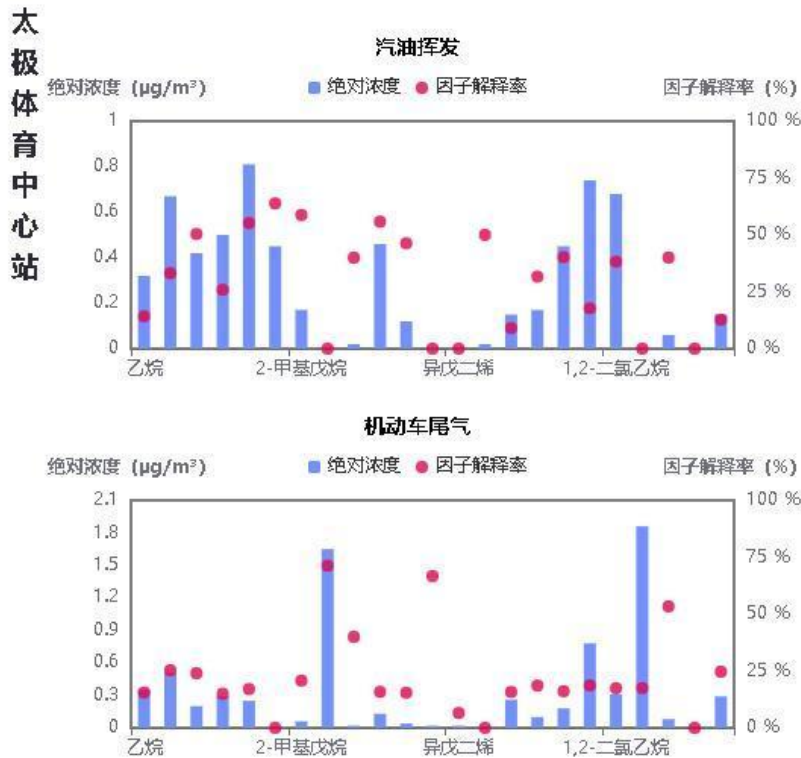 太极体育中心站
汽油挥发
绝对浓度 (μg/m³) 绝对浓度 因子解释率 因子解释率 (%)
1 100 %
0.8 75 %
0.6
50 %
0.4
25 %
0.2
0 0 %
乙烷 2-甲基戊烷 异戊二烯 1,2-二氯乙烷
机动车尾气
绝对浓度 (μg/m³) 绝对浓度 因子解释率 因子解释率 (%)
2.1 100 %
1.8
75 %
1.5
1.2
50 %
0.9
0.6 25 %
0.3
0 0 %
乙烷 2-甲基戊烷 异戊二烯 1,2-二氯乙烷